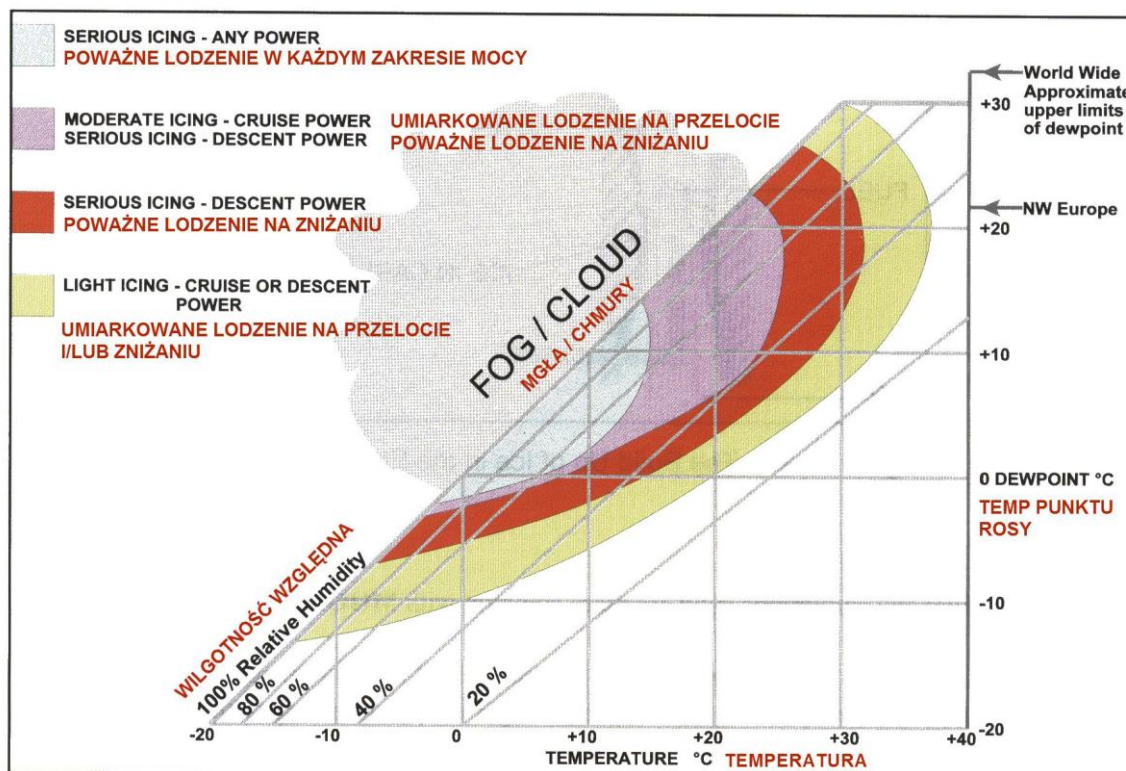 SERIOUS ICING - ANY POWER
POWAŻNE LODZENIE W KAŻDYM ZAKRESIE MOCY
MODERATE ICING - CRUISE POWER
SERIOUS ICING - DESCENT POWER
UMIARKOWANE LODZENIE NA PRZELOCIE
POWAŻNE LODZENIE NA ZNIŻANIU
SERIOUS ICING - DESCENT POWER
POWAŻNE LODZENIE NA ZNIŻANIU
LIGHT ICING - CRUISE OR DESCENT
POWER
UMIARKOWANE LODZENIE NA PRZELOCIE
I/LUB ZNIŻANIU
FOG / CLOUD
MGŁA / CHMURY
World Wide
Approximate
upper limits
of dewpoint
NW Europe
+30
+20
+10
0 DEWPOINT °C
TEMP PUNKTU
ROSY
-10
-20
WILGOTNOŚĆ WZGLĘDNA
100% Relative Humidity
80 %
60 %
40 %
20 %
-20
-10
0
+10
+20
+30
+40
TEMPERATURE °C TEMPERATURA